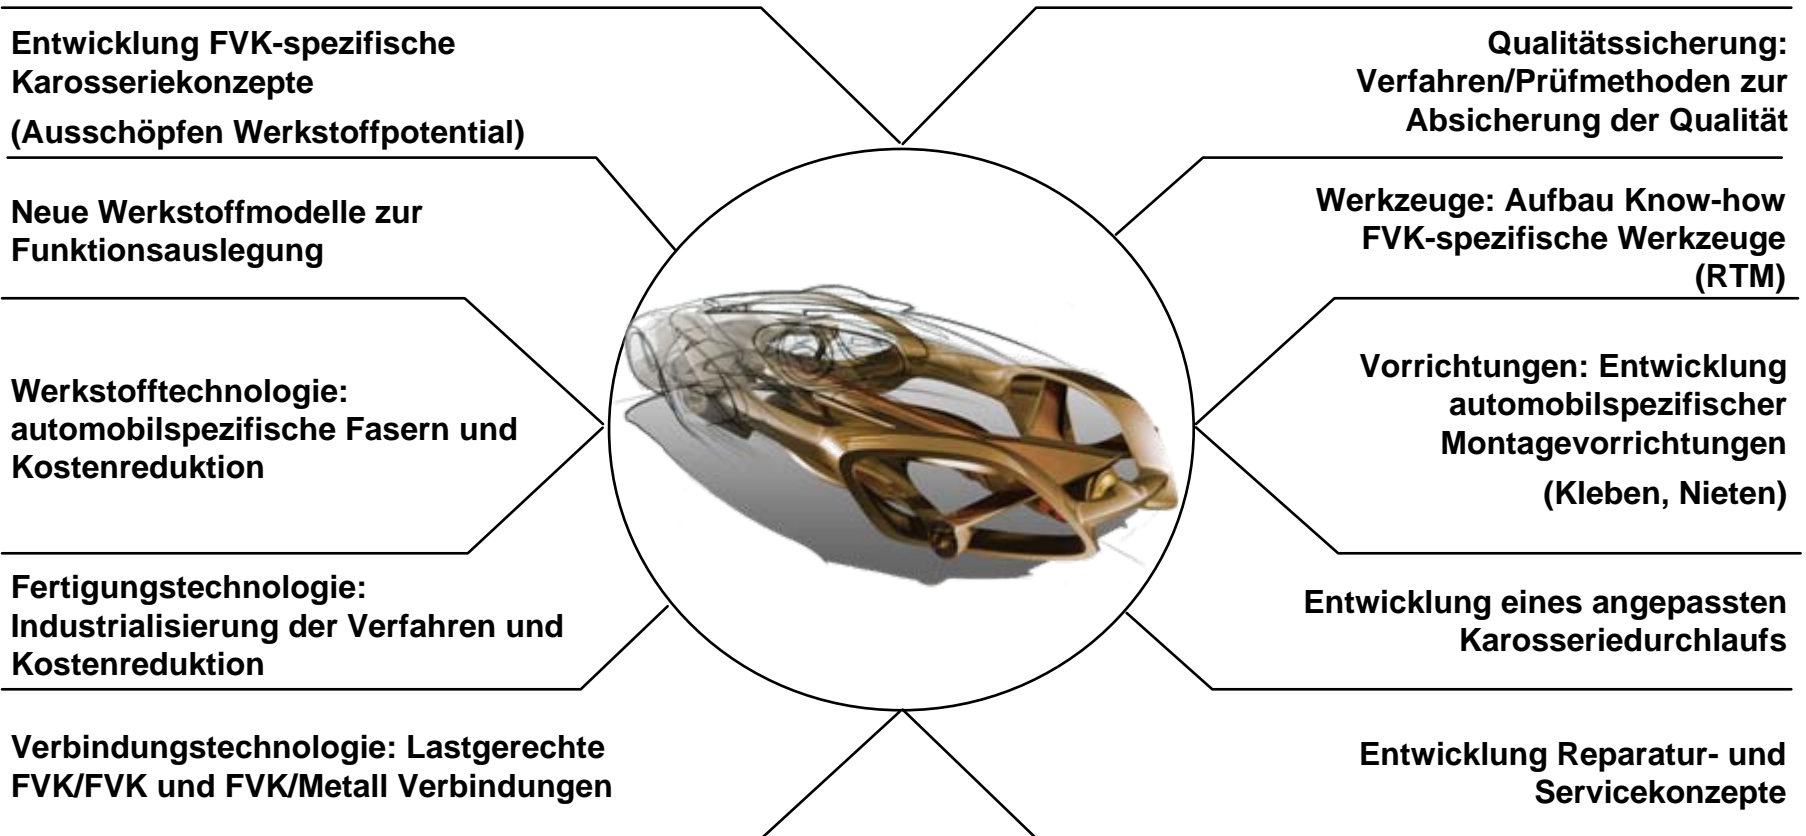 Entwicklung FVK-spezifische
Karosseriekonzepte
(Ausschöpfen Werkstoffpotential)
Neue Werkstoffmodelle zur
Funktionsauslegung
Werkstofftechnologie:
automobilspezifische Fasern und
Kostenreduktion
Fertigungstechnologie:
Industrialisierung der Verfahren und
Kostenreduktion
Verbindungstechnologie: Lastgerechte
FVK/FVK und FVK/Metall Verbindungen
Qualitätssicherung:
Verfahren/Prüfmethoden zur
Absicherung der Qualität
Werkzeuge: Aufbau Know-how
FVK-spezifische Werkzeuge
(RTM)
Vorrichtungen: Entwicklung
automobilspezifischer
Montagevorrichtungen
(Kleben, Nieten)
Entwicklung eines angepassten
Karosseriedurchlaufs
Entwicklung Reparatur- und
Servicekonzepte